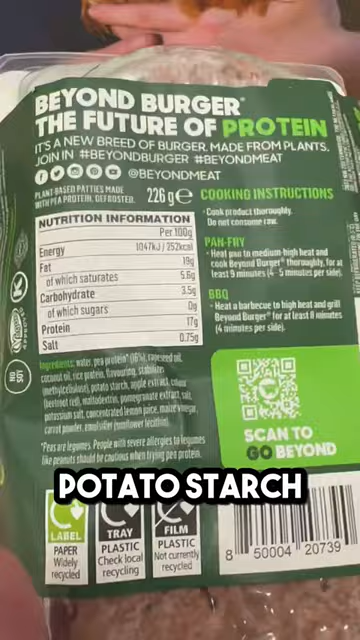 BEYOND BURGER®
THE FUTURE OF PROTEIN
IT'S A NEW BREED OF BURGER. MADE FROM PLANTS.
JOIN IN #BEYONDBURGER #BEYONDMEAT
@BEYONDMEAT
PLANT-BASED PATTIES MADE
WITH PEA PROTEIN, DEFROSTED.
226 g e
NUTRITION INFORMATION
Per 100g
Energy 1047kJ / 252kcal
Fat 19g
of which saturates 5.6g
Carbohydrate 3.5g
of which sugars 0g
Protein 17g
Salt 0.75g
Ingredients: water, pea protein* (18%), rapeseed oil,
coconut oil, rice protein, flavouring, stabiliser
(methylcellulose), potato starch, apple extract, colour
(beetroot red), maltodextrin, pomegranate extract, salt,
potassium salt, concentrated lemon juice, maize vinegar,
carrot powder, emulsifier (sunflower lecithin).
*Peas are legumes. People with severe allergies to legumes
like peanuts should be cautious when trying pea protein.
COOKING INSTRUCTIONS
• Cook product thoroughly.
Do not consume raw.
PAN-FRY
• Heat pan to medium-high heat and
cook Beyond Burger® thoroughly, for at
least 9 minutes (4-5 minutes per side).
BBQ
• Heat a barbecue to high heat and grill
Beyond Burger® for at least 8 minutes
(4 minutes per side).
NO
SOY
SCAN TO
GO BEYOND
POTATO STARCH
LABEL
PAPER
Widely
recycled
TRAY
PLASTIC
Check local
recycling
FILM
PLASTIC
Not currently
recycled
8 50004 20739